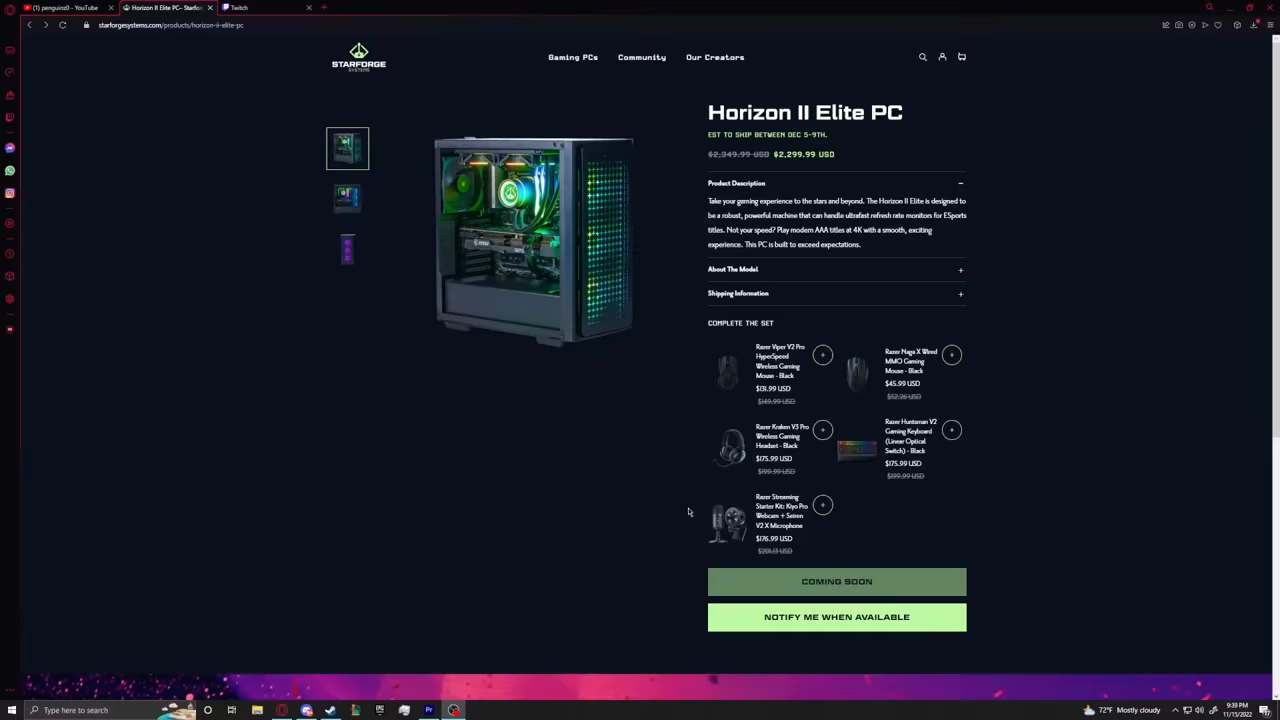 penguinz0 - YouTube
Horizon II Elite PC– Starfor
Twitch
starforgesystems.com/products/horizon-ii-elite-pc
STARFORGE
SYSTEMS
Gaming PCs
Community
Our Creators
Horizon II Elite PC
EST TO SHIP BETWEEN DEC 5-9TH.
$2,349.99 USD $2,299.99 USD
Product Description
Take your gaming experience to the stars and beyond. The Horizon II Elite is designed to
be a robust, powerful machine that can handle ultrafast refresh rate monitors for ESports
titles. Not your speed? Play modern AAA titles at 4K with a smooth, exciting
experience. This PC is built to exceed expectations.
About The Model
Shipping Information
COMPLETE THE SET
Razer Viper V2 Pro
HyperSpeed
Wireless Gaming
Mouse - Black
$131.99 USD
$149.99 USD
Razer Naga X Wired
MMO Gaming
Mouse - Black
$45.99 USD
$52.26 USD
Razer Kraken V3 Pro
Wireless Gaming
Headset - Black
$175.99 USD
$199.99 USD
Razer Huntsman V2
Gaming Keyboard
(Linear Optical
Switch) - Black
$175.99 USD
$199.99 USD
Razer Streaming
Starter Kit: Kiyo Pro
Webcam + Seiren
V2 X Microphone
$176.99 USD
$201.13 USD
COMING SOON
NOTIFY ME WHEN AVAILABLE
Type here to search
72°F Mostly cloudy
9:39 PM
11/15/2022